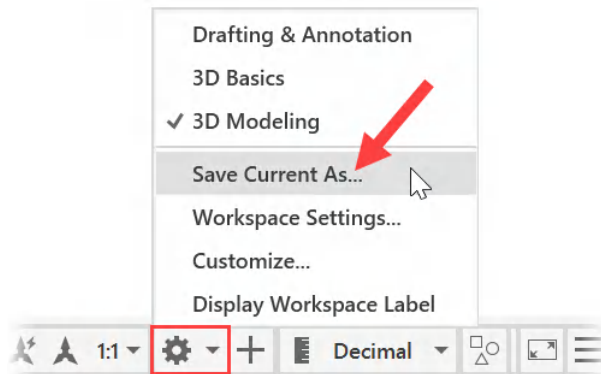 Drafting & Annotation
3D Basics
3D Modeling
Save Current As...
Workspace Settings...
Customize...
Display Workspace Label
1:1 Decimal